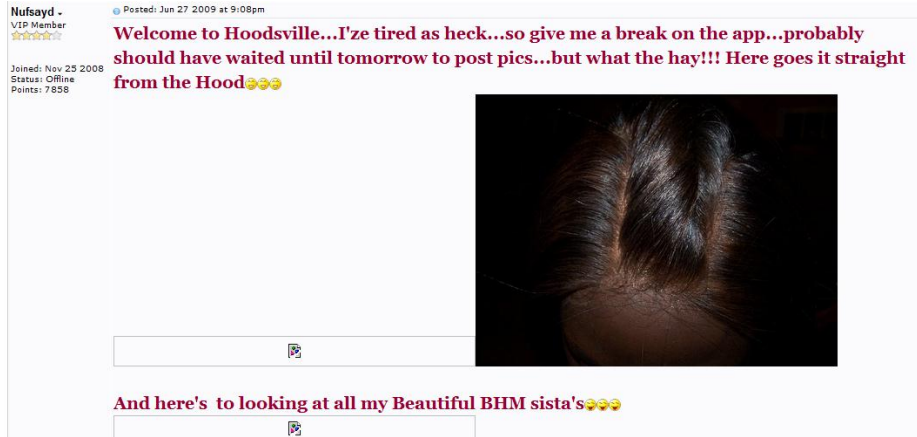 Nufsayd -
VIP Member
Joined: Nov 25 2008
Status: Offline
Points: 7858
Posted: Jun 27 2009 at 9:08pm
Welcome to Hoodsville...I'ze tired as heck...so give me a break on the app...probably
should have waited until tomorrow to post pics...but what the hay!!! Here goes it straight
from the Hood
And here's to looking at all my Beautiful BHM sista's